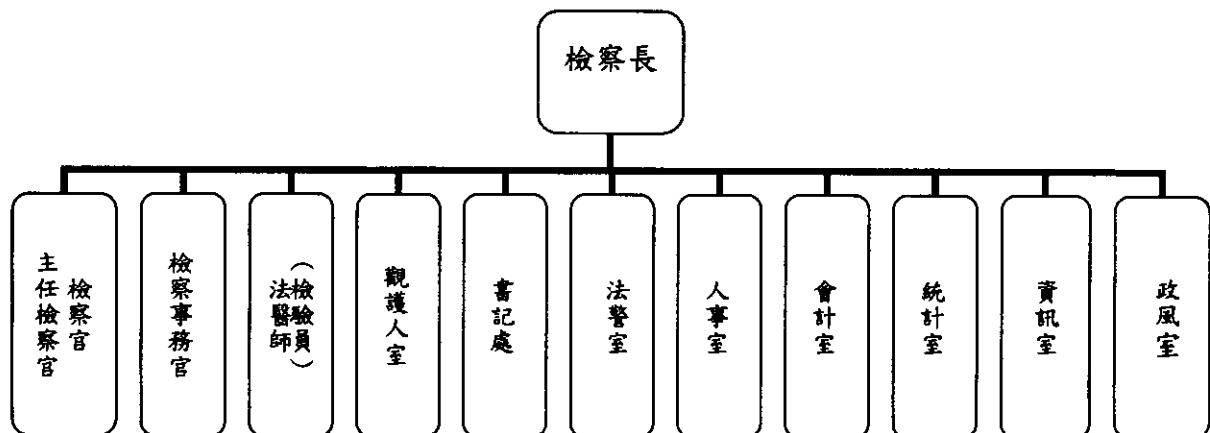 檢察長
主任檢察官
檢察官
檢察事務官
法醫師
（檢驗員）
觀護人室
書記處
法警室
人事室
會計室
統計室
資訊室
政風室